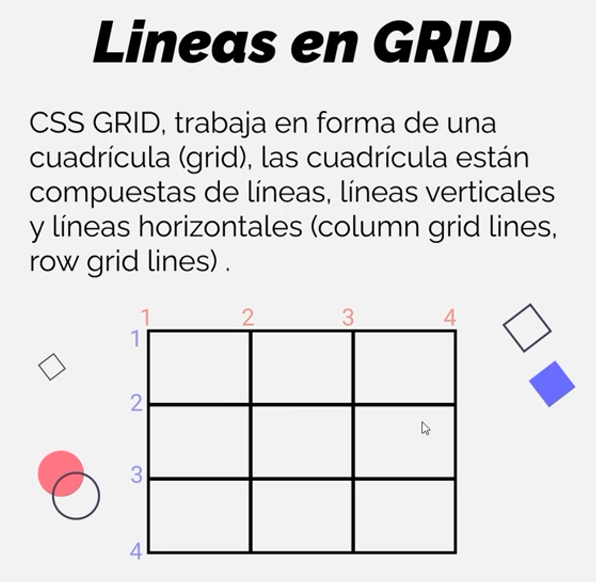 Lineas en GRID
CSS GRID, trabaja en forma de una
cuadrícula (grid), las cuadrícula están
compuestas de líneas, líneas verticales
y líneas horizontales (column grid lines,
row grid lines) .
1 2 3 4
1
2
3
4